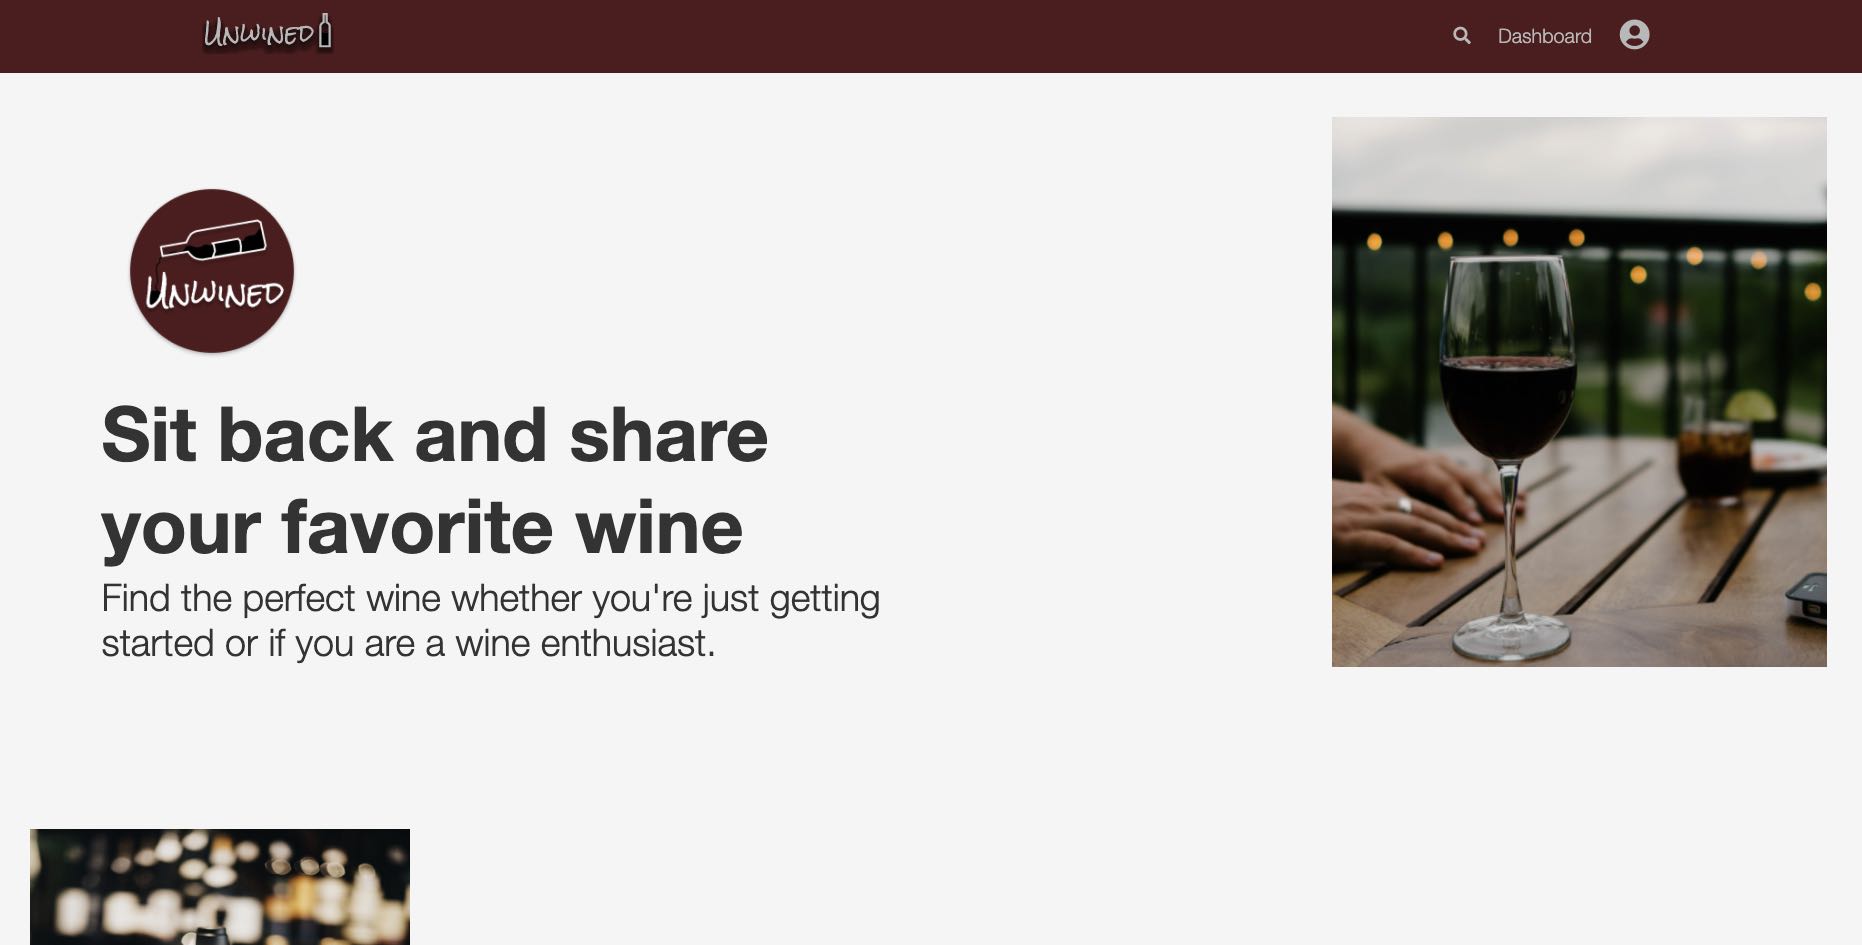 Unwined
Dashboard
Unwined
Sit back and share
your favorite wine
Find the perfect wine whether you're just getting
started or if you are a wine enthusiast.